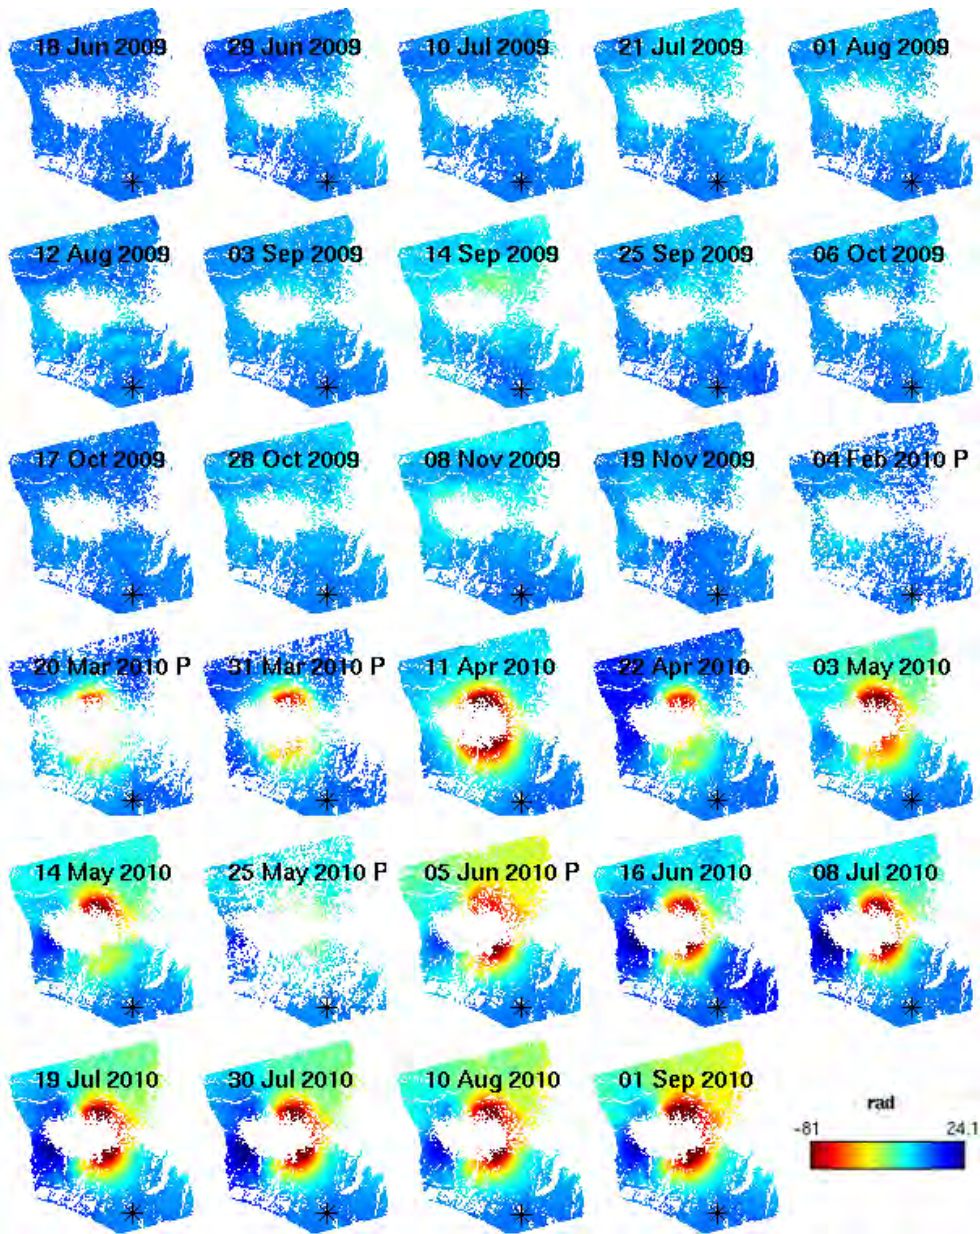 18 Jun 2009 29 Jun 2009 10 Jul 2009 21 Jul 2009 01 Aug 2009
12 Aug 2009 03 Sep 2009 14 Sep 2009 25 Sep 2009 06 Oct 2009
17 Oct 2009 28 Oct 2009 08 Nov 2009 19 Nov 2009 04 Feb 2010 P
20 Mar 2010 P 31 Mar 2010 P 11 Apr 2010 22 Apr 2010 03 May 2010
14 May 2010 25 May 2010 P 05 Jun 2010 P 16 Jun 2010 08 Jul 2010
19 Jul 2010 30 Jul 2010 10 Aug 2010 01 Sep 2010
rad
-81 24.1